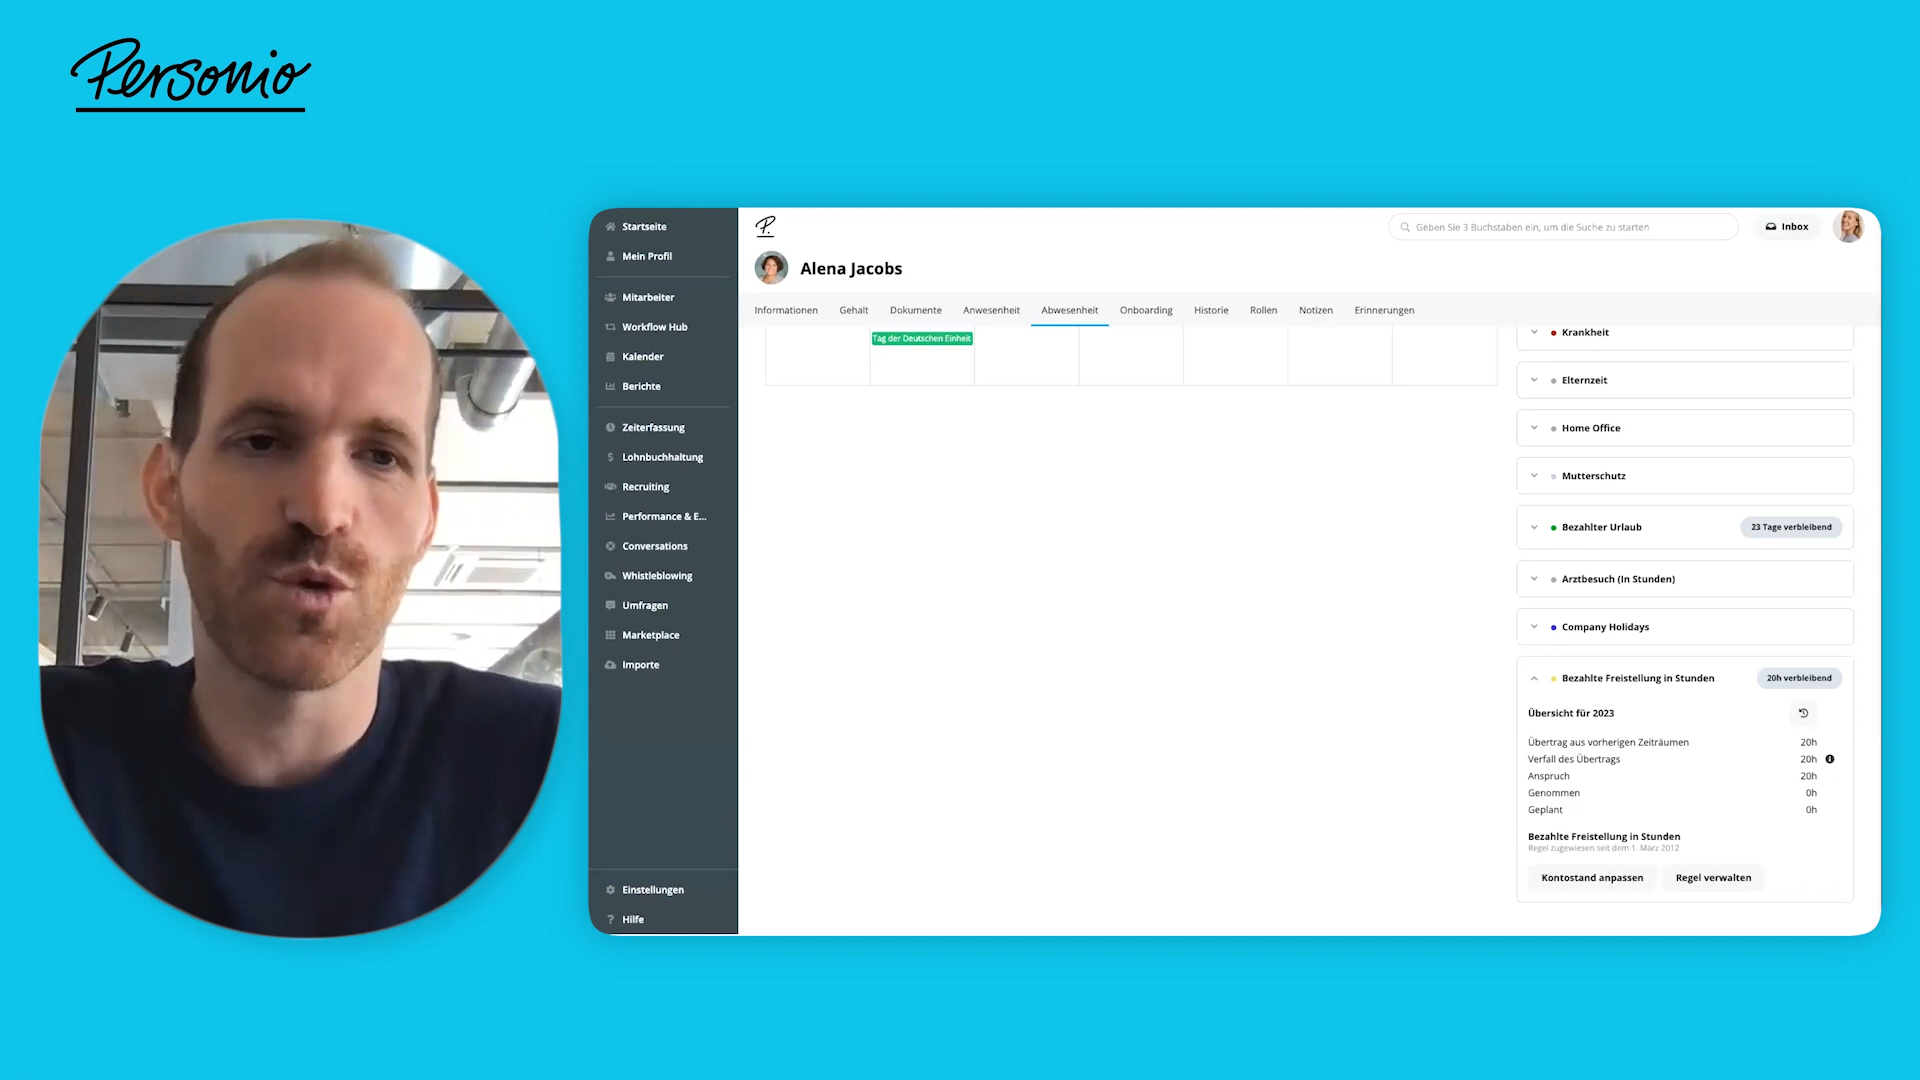 Personio
Startseite
Mein Profil
Mitarbeiter
Workflow Hub
Kalender
Berichte
Zeiterfassung
Lohnbuchhaltung
Recruiting
Performance & E...
Conversations
Whistleblowing
Umfragen
Marketplace
Importe
Einstellungen
Hilfe
P.
Geben Sie 3 Buchstaben ein, um die Suche zu starten
Inbox
Alena Jacobs
Informationen Gehalt Dokumente Anwesenheit Abwesenheit Onboarding Historie Rollen Notizen Erinnerungen
Tag der Deutschen Einheit
Krankheit
Elternzeit
Home Office
Mutterschutz
Bezahlter Urlaub 23 Tage verbleibend
Arztbesuch (In Stunden)
Company Holidays
Bezahlte Freistellung in Stunden 20h verbleibend
Übersicht für 2023
Übertrag aus vorherigen Zeiträumen 20h
Verfall des Übertrags 20h
Anspruch 20h
Genommen 0h
Geplant 0h
Bezahlte Freistellung in Stunden
Regel zugewiesen seit dem 1. März 2012
Kontostand anpassen Regel verwalten